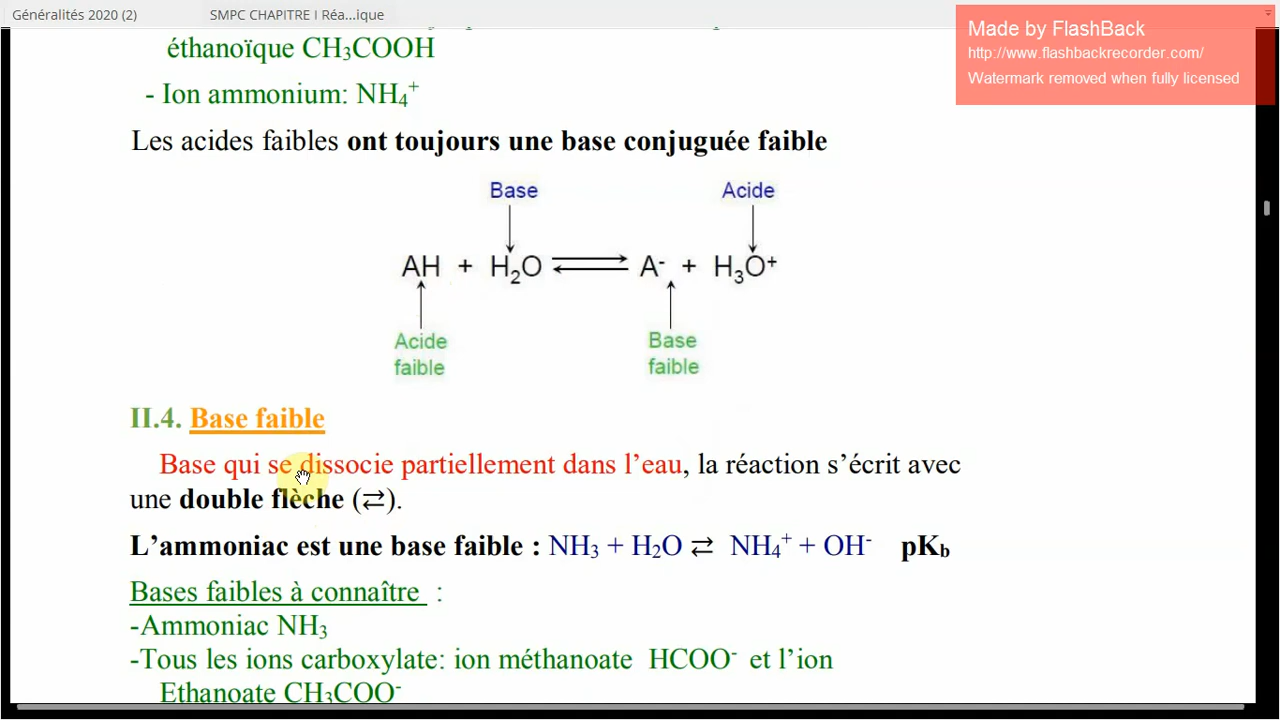 Généralités 2020 (2) SMPC CHAPITRE I Réa...ique
Made by FlashBack
http://www.flashbackrecorder.com/
Watermark removed when fully licensed
éthanoïque CH₃COOH
- Ion ammonium: NH₄⁺
Les acides faibles ont toujours une base conjuguée faible
Base Acide
AH + H₂O ⇌ A⁻ + H₃O⁺
Acide faible Base faible
II.4. Base faible
Base qui se dissocie partiellement dans l’eau, la réaction s’écrit avec
une double flèche (⇄).
L’ammoniac est une base faible : NH₃ + H₂O ⇄ NH₄⁺ + OH⁻ pK_b
Bases faibles à connaître :
-Ammoniac NH₃
-Tous les ions carboxylate: ion méthanoate HCOO⁻ et l’ion
Ethanoate CH₃COO⁻